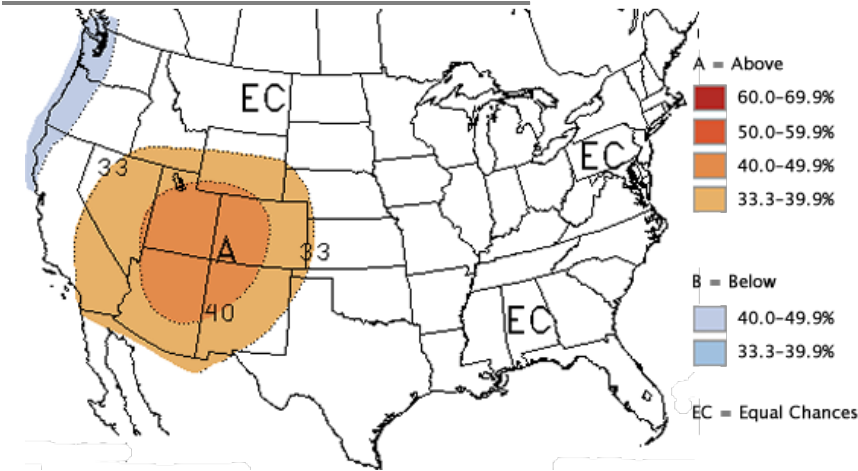 A = Above
60.0-69.9%
50.0-59.9%
40.0-49.9%
33.3-39.9%
B = Below
40.0-49.9%
33.3-39.9%
EC = Equal Chances
EC
EC
33
A
33
40
EC